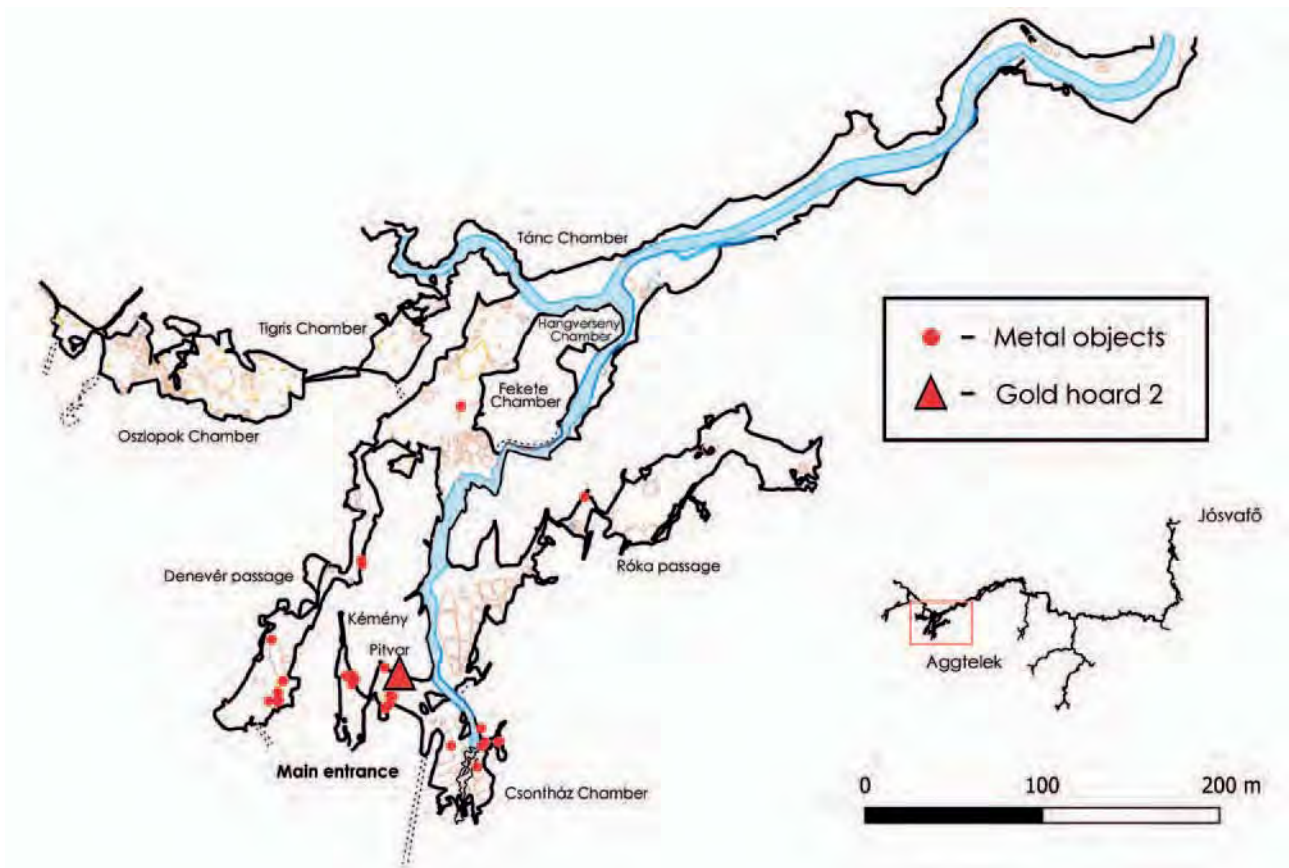 Tánc Chamber
Tigris Chamber
Hangverseny
Chamber
Fekete
Chamber
Oszlopok Chamber
Denevér passage
Róka passage
Kémény
Pitvar
Main entrance
Csontház Chamber
- Metal objects
- Gold hoard 2
Jósvafő
Aggtelek
0 100 200 m